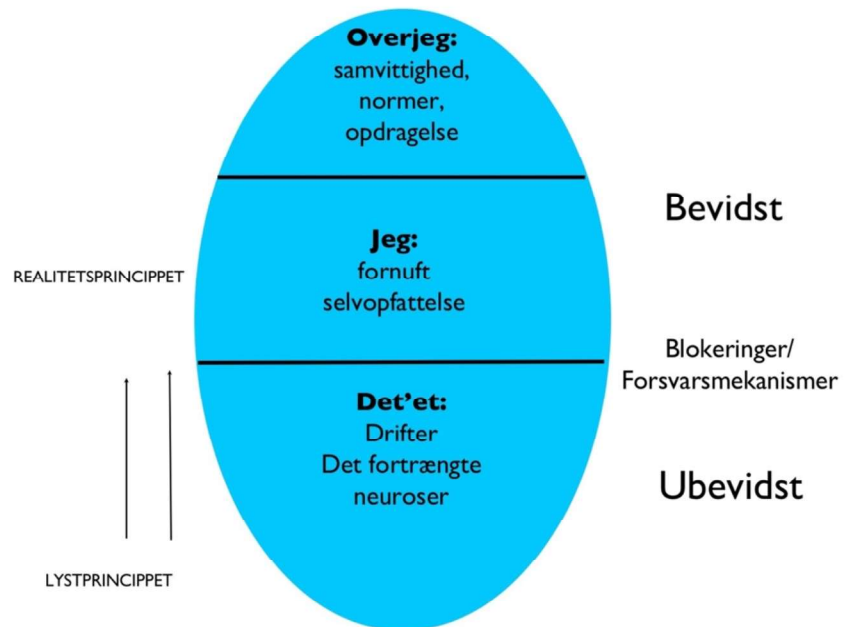 Overjeg:
samvittighed,
normer,
opdragelse
Bevidst
Jeg:
fornuft
selvopfattelse
REALITETSPRINCIPPET
Blokeringer/
Forsvarsmekanismer
Det’et:
Drifter
Det fortrængte
neuroser
Ubevidst
LYSTPRINCIPPET